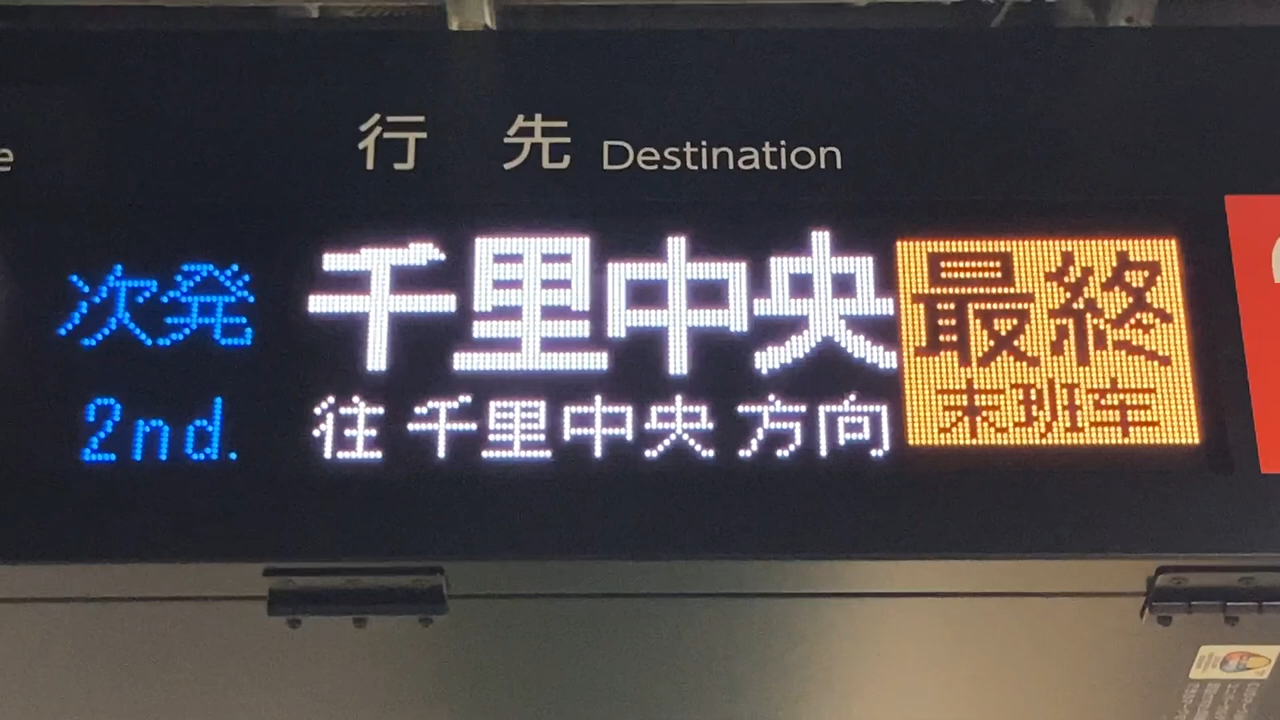 行 先 Destination
次発 千里中央 最終
2nd. 往 千里中央 方向 末班车